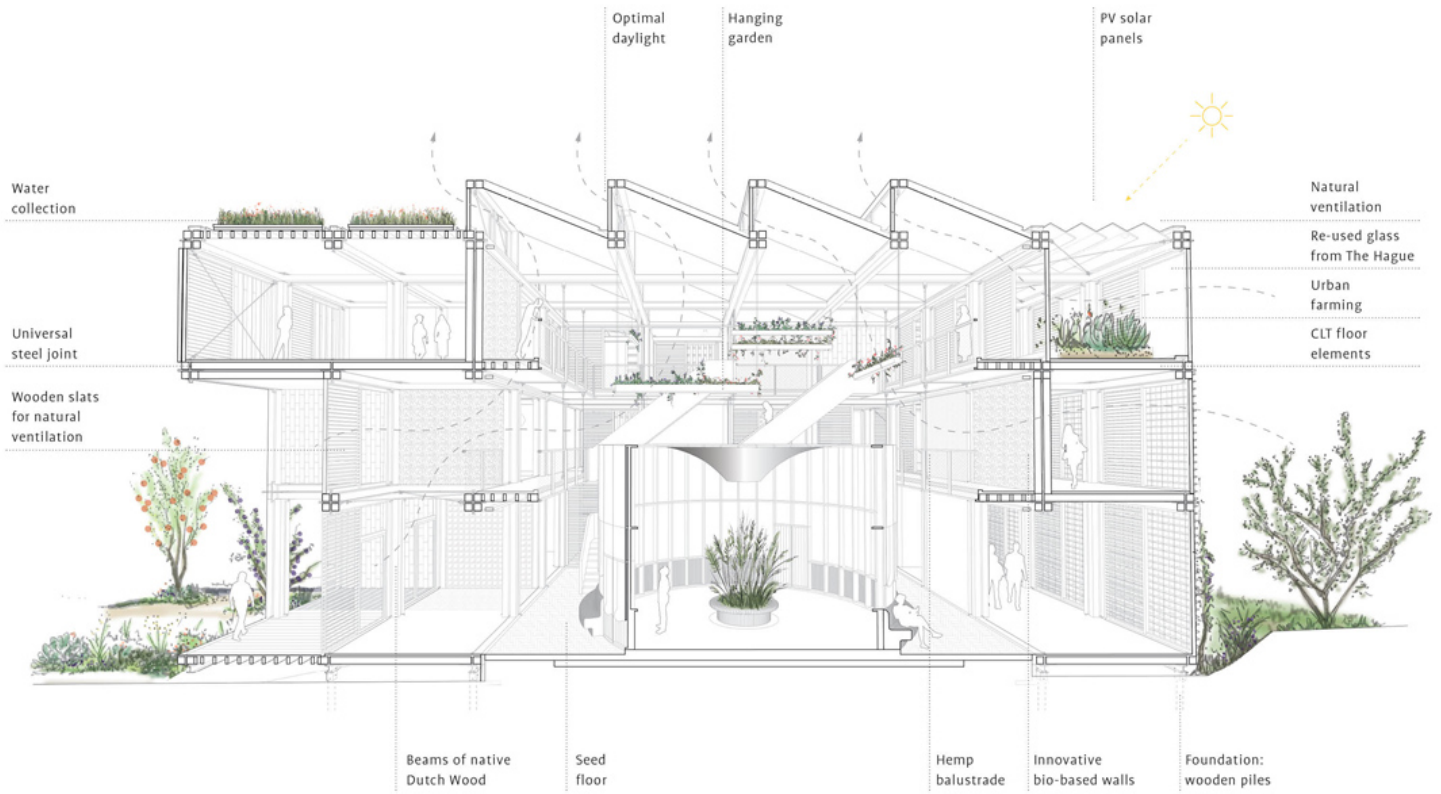 Optimal
daylight
Hanging
garden
PV solar
panels
Water
collection
Universal
steel joint
Wooden slats
for natural
ventilation
Natural
ventilation
Re-used glass
from The Hague
Urban
farming
CLT floor
elements
Beams of native
Dutch Wood
Seed
floor
Hemp
balustrade
Innovative
bio-based walls
Foundation:
wooden piles